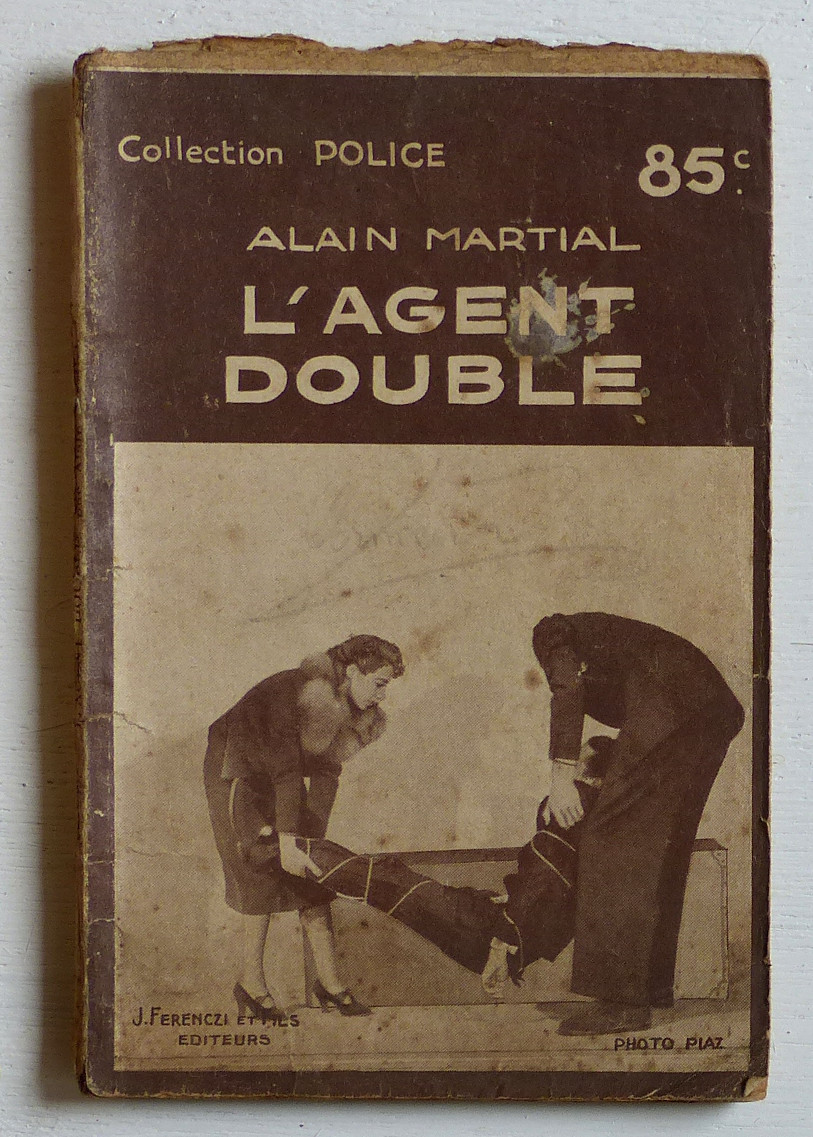 Collection POLICE
85c.
ALAIN MARTIAL
L'AGENT
DOUBLE
J. FERENCZI ET FILS
EDITEURS
PHOTO PIAZ